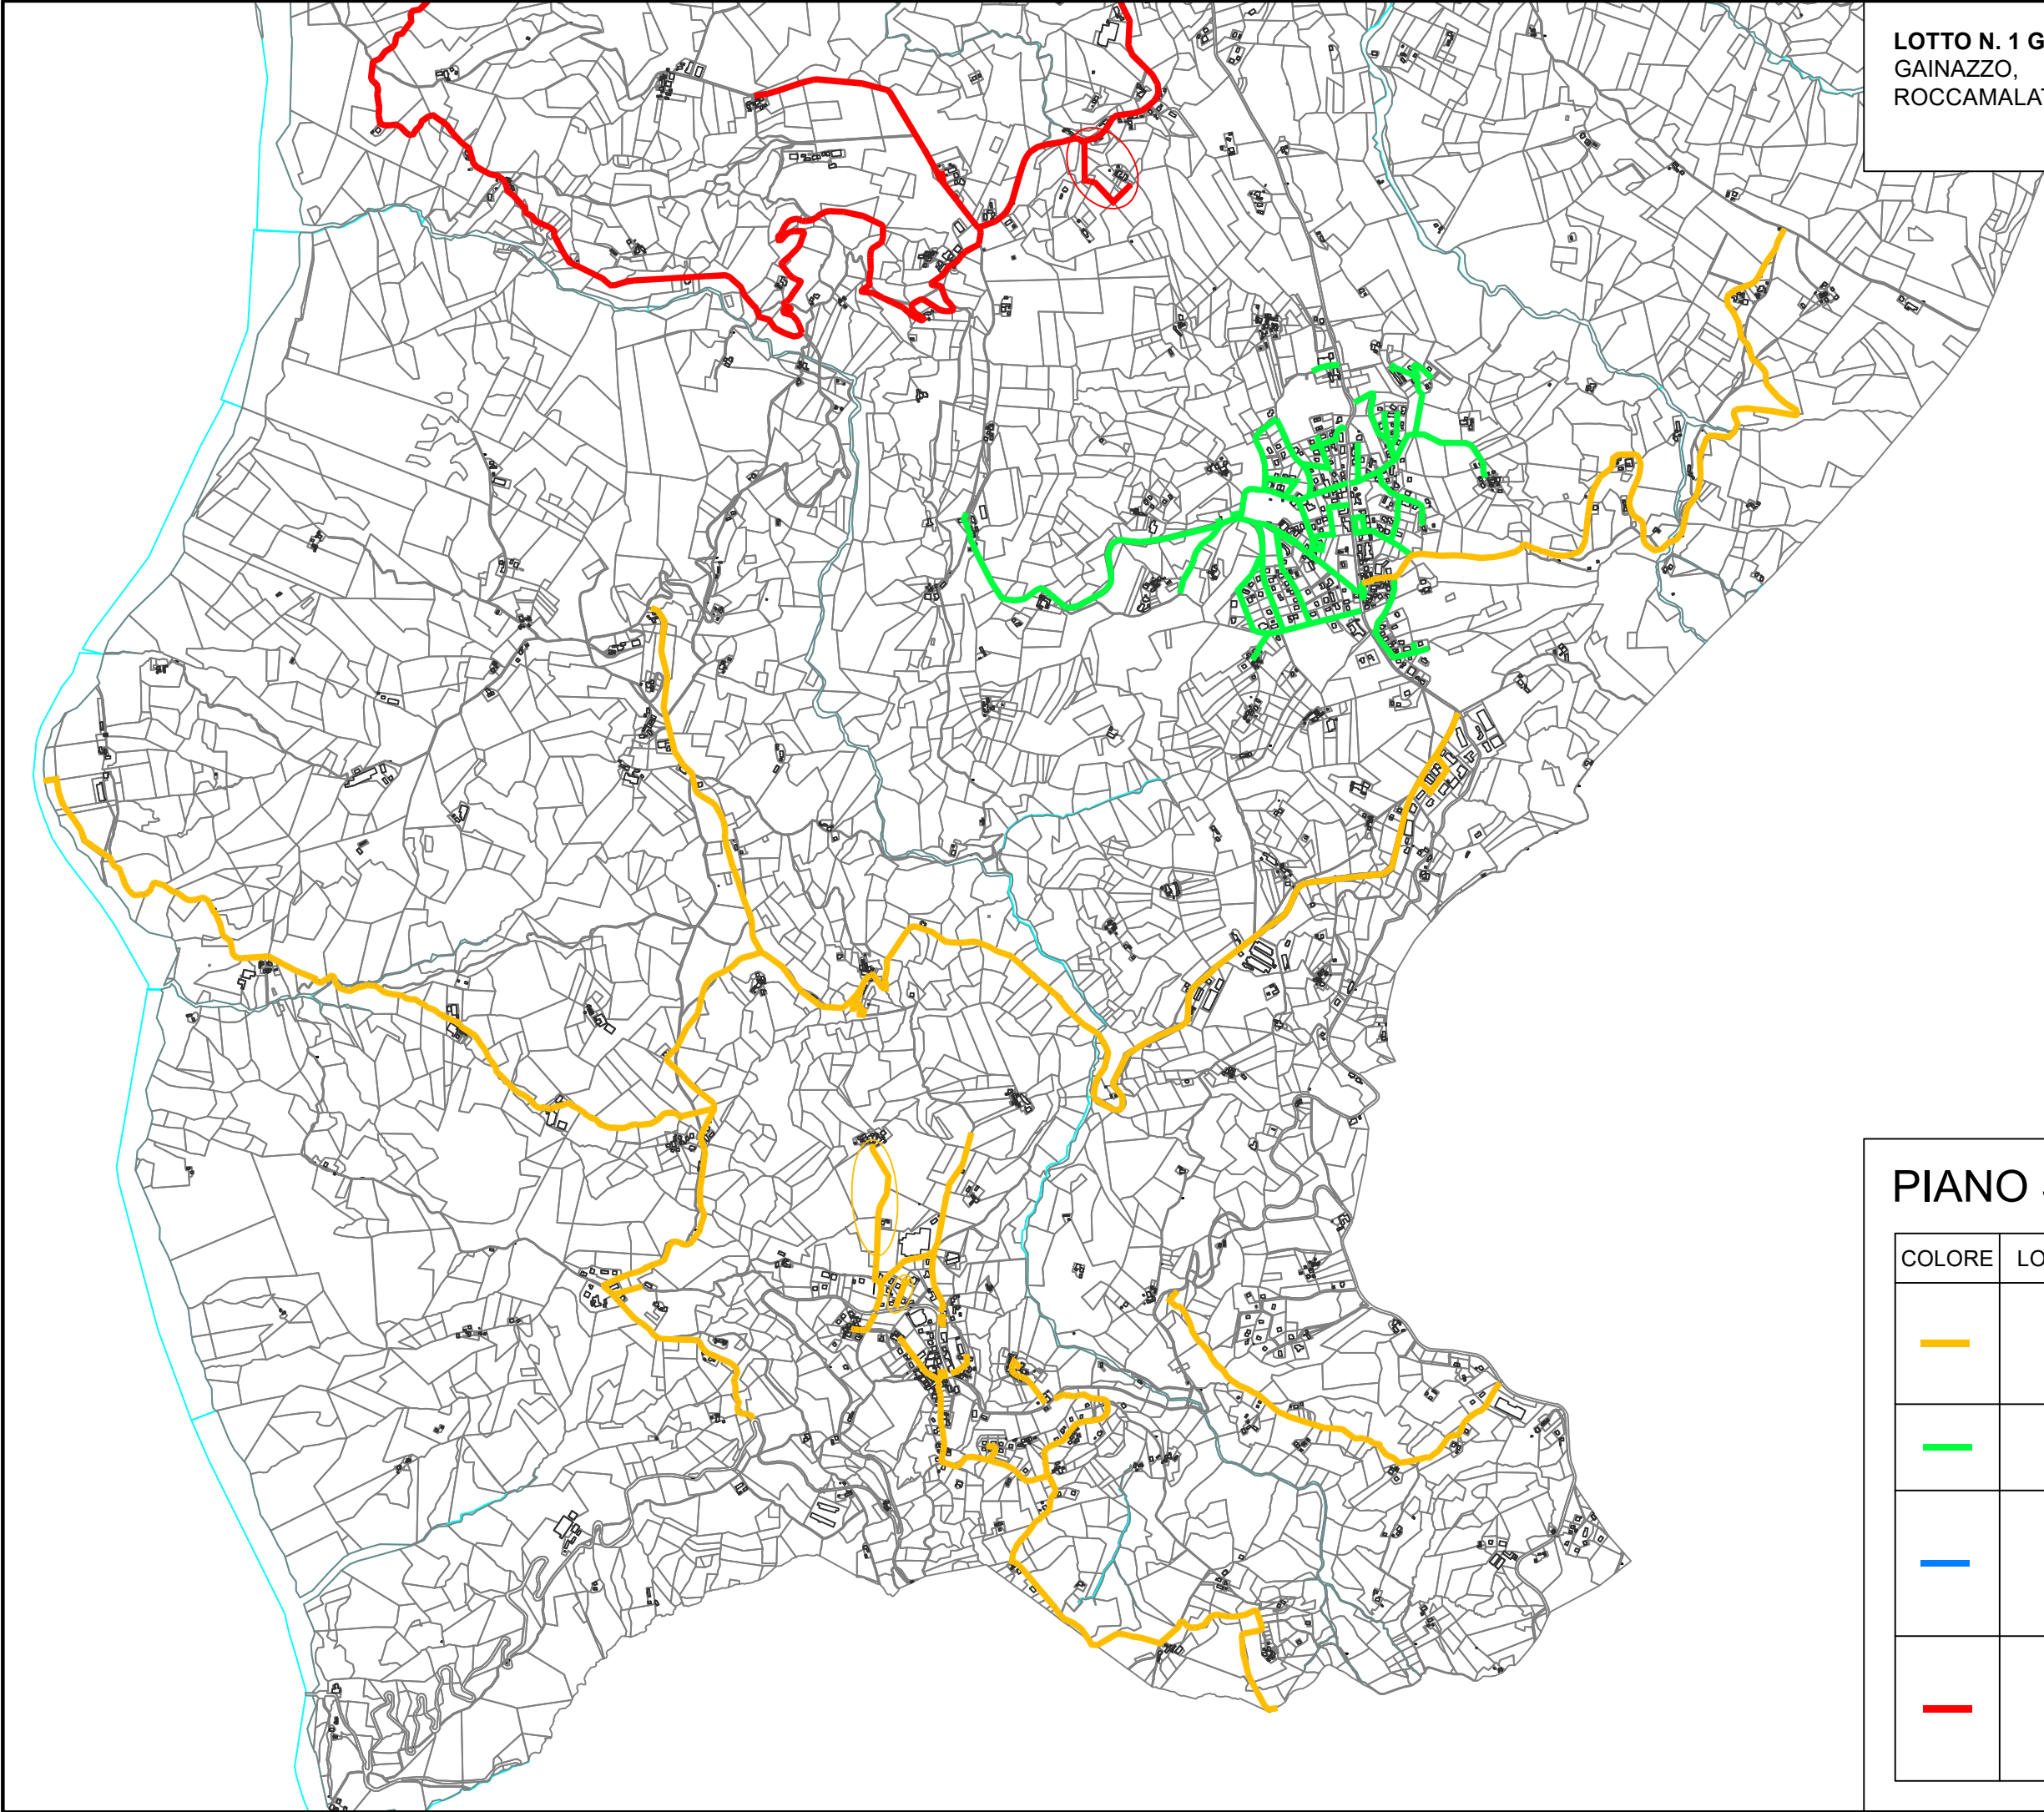 LOTTO N. 1 G
GAINAZZO,
ROCCAMALAT
PIANO
COLORE LO